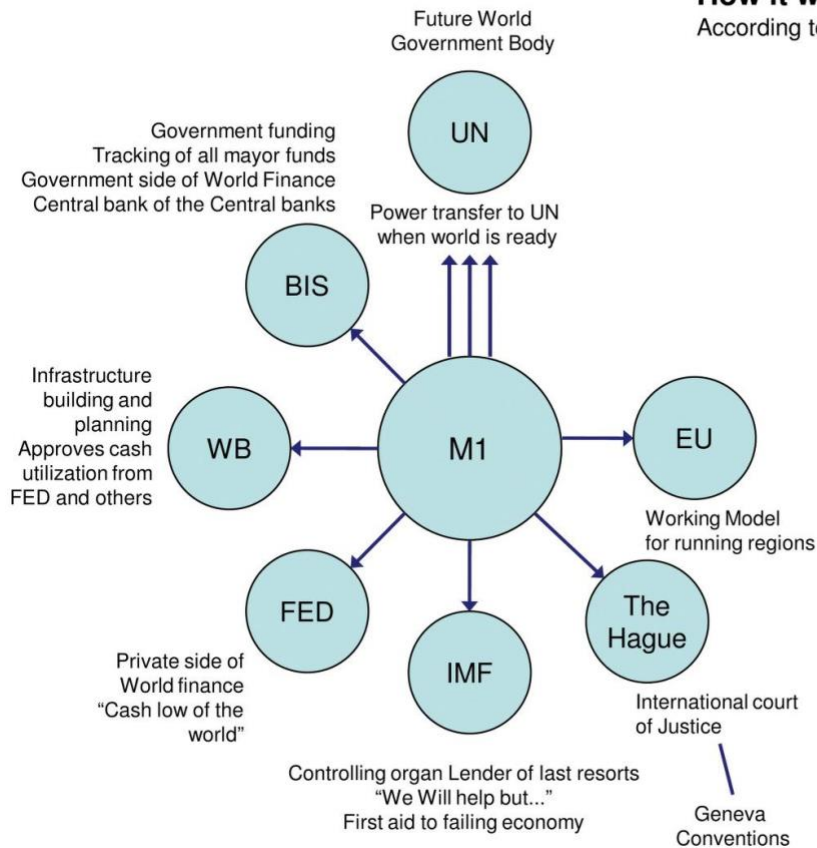 How it w
According to
Future World
Government Body
UN
Power transfer to UN
when world is ready
Government funding
Tracking of all mayor funds
Government side of World Finance
Central bank of the Central banks
BIS
Infrastructure
building and
planning
Approves cash
utilization from
FED and others
WB
M1
EU
Working Model
for running regions
FED
Private side of
World finance
“Cash low of the
world”
IMF
Controlling organ Lender of last resorts
“We Will help but...”
First aid to failing economy
The
Hague
International court
of Justice
Geneva
Conventions